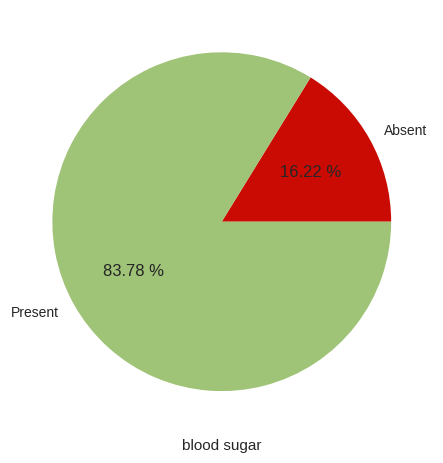 Absent
16.22 %
83.78 %
Present
blood sugar